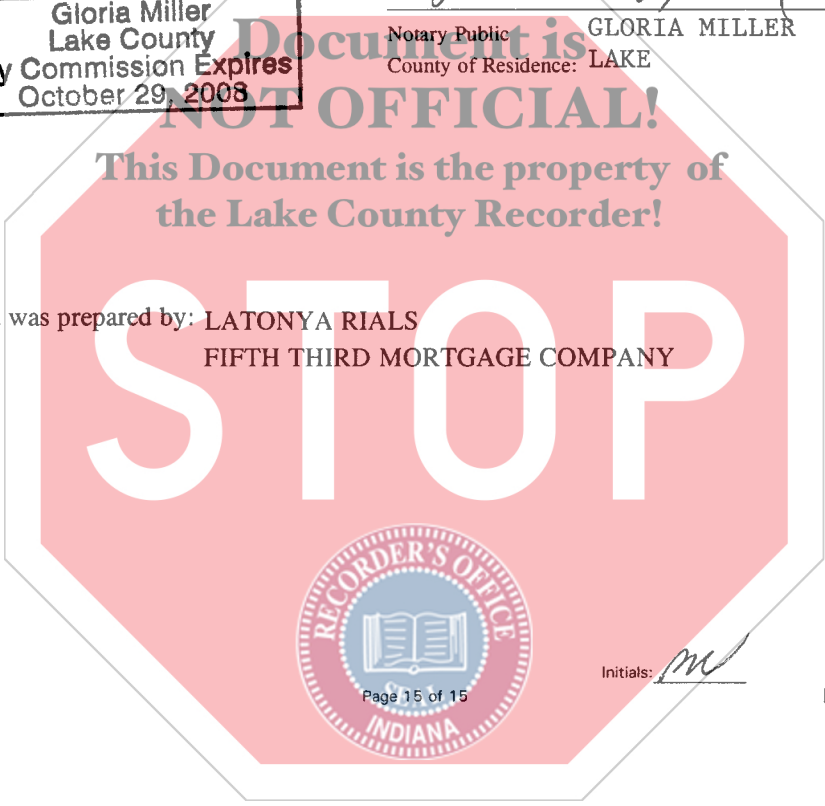 Gloria Miller
Lake County
y Commission Expires
October 29, 2008
Notary Public GLORIA MILLER
County of Residence: LAKE
Document is
NOT OFFICIAL!
This Document is the property of
the Lake County Recorder!
was prepared by: LATONYA RIALS
FIFTH THIRD MORTGAGE COMPANY
STOP
RECORDER'S OFFICE
SEAL
INDIANA
Initials:
Page 15 of 15